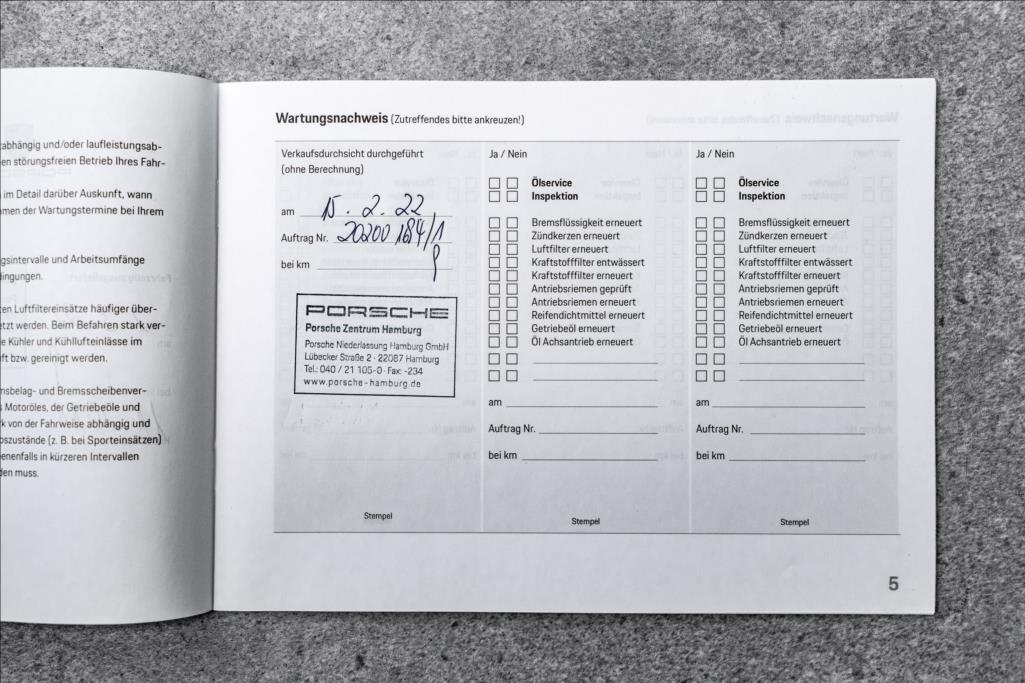 abhängig und/oder laufleistungsab-
en störungsfreien Betrieb Ihres Fahr-
im Detail darüber Auskunft, wann
men der Wartungstermine bei Ihrem
gsintervalle und Arbeitsumfänge
dingungen.
en Luftfiltereinsätze häufiger über-
tzt werden. Beim Befahren stark ver-
e Kühler und Kühllufteinlässe im
ft bzw. gereinigt werden.
nsbelag- und Bremsscheibenver-
s Motoröles, der Getriebeöle und
k von der Fahrweise abhängig und
oszustände (z. B. bei Sporteinsätzen)
enenfalls in kürzeren Intervallen
den muss.
Wartungsnachweis (Zutreffendes bitte ankreuzen!)
Verkaufsdurchsicht durchgeführt
(ohne Berechnung)
am 15.2.22
Auftrag Nr. 20200184/1
bei km
PORSCHE
Porsche Zentrum Hamburg
Porsche Niederlassung Hamburg GmbH
Lübecker Straße 2 · 22087 Hamburg
Tel.: 040 / 21 105-0 · Fax: -234
www.porsche-hamburg.de
Stempel
Ja / Nein
Ölservice
Inspektion
Bremsflüssigkeit erneuert
Zündkerzen erneuert
Luftfilter erneuert
Kraftstofffilter entwässert
Kraftstofffilter erneuert
Antriebsriemen geprüft
Antriebsriemen erneuert
Reifendichtmittel erneuert
Getriebeöl erneuert
Öl Achsantrieb erneuert
am
Auftrag Nr.
bei km
Stempel
Ja / Nein
Ölservice
Inspektion
Bremsflüssigkeit erneuert
Zündkerzen erneuert
Luftfilter erneuert
Kraftstofffilter entwässert
Kraftstofffilter erneuert
Antriebsriemen geprüft
Antriebsriemen erneuert
Reifendichtmittel erneuert
Getriebeöl erneuert
Öl Achsantrieb erneuert
am
Auftrag Nr.
bei km
Stempel
5